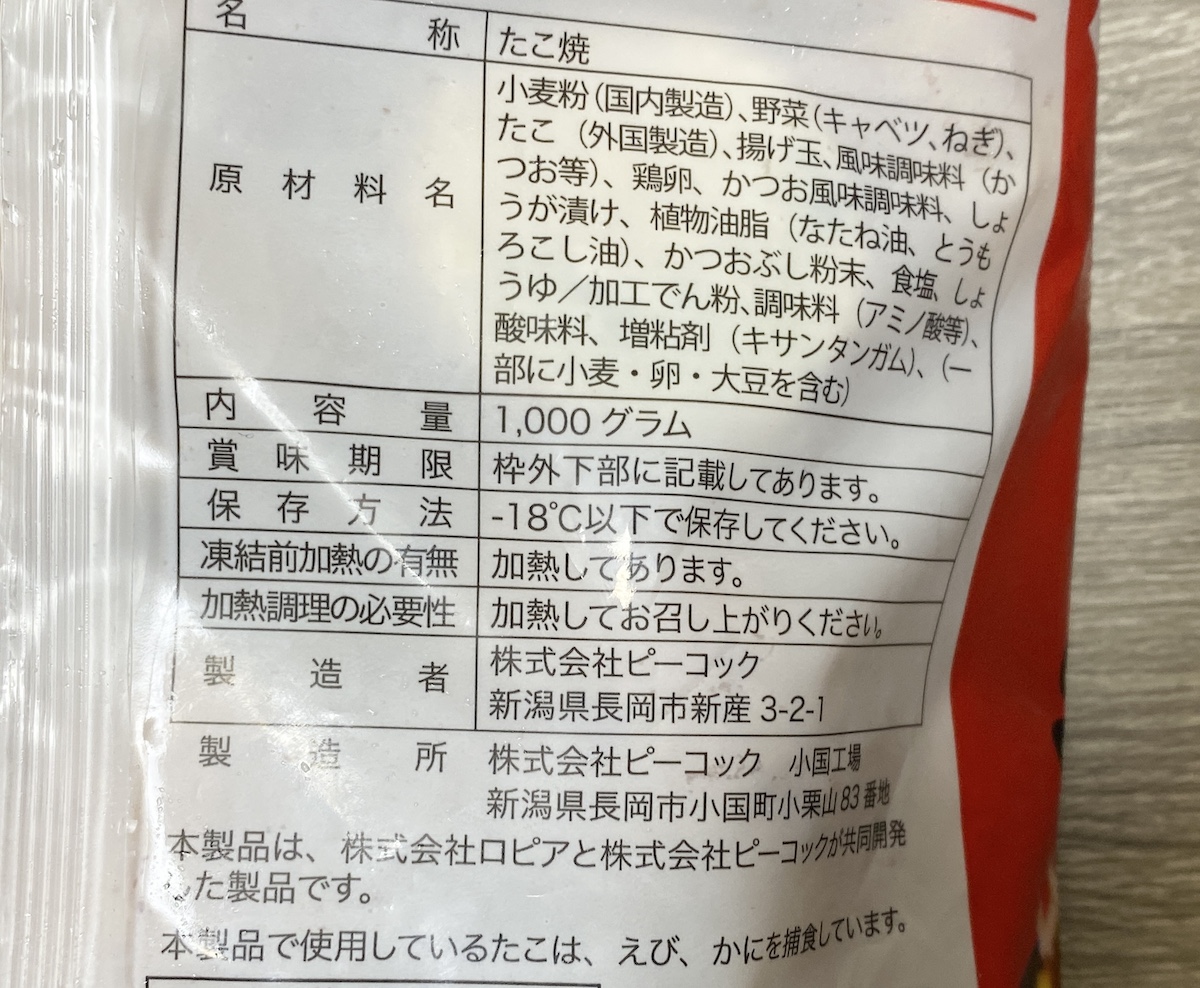 名称 たこ焼
原材料名 小麦粉(国内製造)、野菜(キャベツ、ねぎ)、
たこ(外国製造)、揚げ玉、風味調味料(か
つお等)、鶏卵、かつお風味調味料、しょ
うが漬け、植物油脂(なたね油、とうも
ろこし油)、かつおぶし粉末、食塩、しょ
うゆ/加工でん粉、調味料(アミノ酸等)、
酸味料、増粘剤(キサンタンガム)、(一
部に小麦・卵・大豆を含む)
内容量 1,000グラム
賞味期限 枠外下部に記載してあります。
保存方法 -18℃以下で保存してください。
凍結前加熱の有無 加熱してあります。
加熱調理の必要性 加熱してお召し上がりください。
製造者 株式会社ピーコック
新潟県長岡市新産3-2-1
製造所 株式会社ピーコック 小国工場
新潟県長岡市小国町小栗山83番地
本製品は、株式会社ロピアと株式会社ピーコックが共同開発
した製品です。
本製品で使用しているたこは、えび、かにを捕食しています。